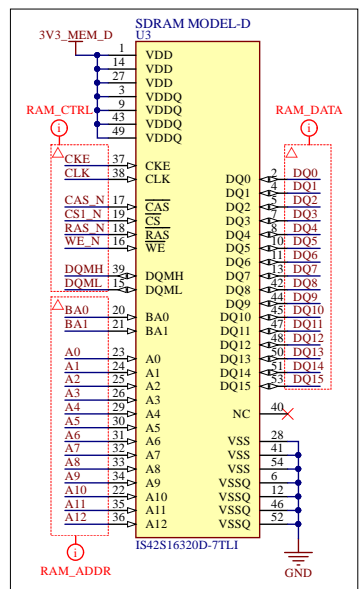 SDRAM MODEL-D
U3
3V3_MEM_D
1 VDD
14 VDD
27 VDD
3 VDDQ
9 VDDQ
43 VDDQ
49 VDDQ
RAM_CTRL
i
CKE 37 CKE
CLK 38 CLK
CAS_N 17 CAS
CS1_N 19 CS
RAS_N 18 RAS
WE_N 16 WE
DQMH 39 DQMH
DQML 15 DQML
BA0 20 BA0
BA1 21 BA1
A0 23 A0
A1 24 A1
A2 25 A2
A3 26 A3
A4 29 A4
A5 30 A5
A6 31 A6
A7 32 A7
A8 33 A8
A9 34 A9
A10 22 A10
A11 35 A11
A12 36 A12
i
RAM_ADDR
RAM_DATA
i
DQ0 2 DQ0
DQ1 4 DQ1
DQ2 5 DQ2
DQ3 7 DQ3
DQ4 8 DQ4
DQ5 10 DQ5
DQ6 11 DQ6
DQ7 13 DQ7
DQ8 42 DQ8
DQ9 44 DQ9
DQ10 45 DQ10
DQ11 47 DQ11
DQ12 48 DQ12
DQ13 50 DQ13
DQ14 51 DQ14
DQ15 53 DQ15
NC 40
VSS 28
VSS 41
VSS 54
VSSQ 6
VSSQ 12
VSSQ 46
VSSQ 52
GND
IS42S16320D-7TLI